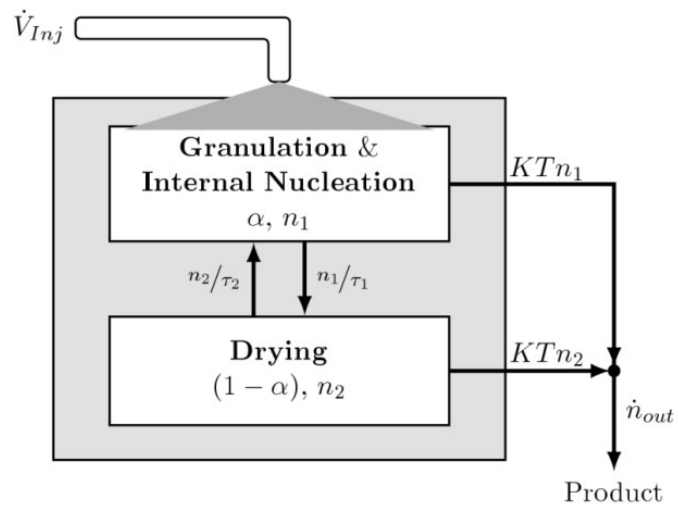 V̇_Inj
Granulation &
Internal Nucleation
α, n₁
KTn₁
n₂/τ₂
n₁/τ₁
Drying
(1 − α), n₂
KTn₂
ṅ_out
Product